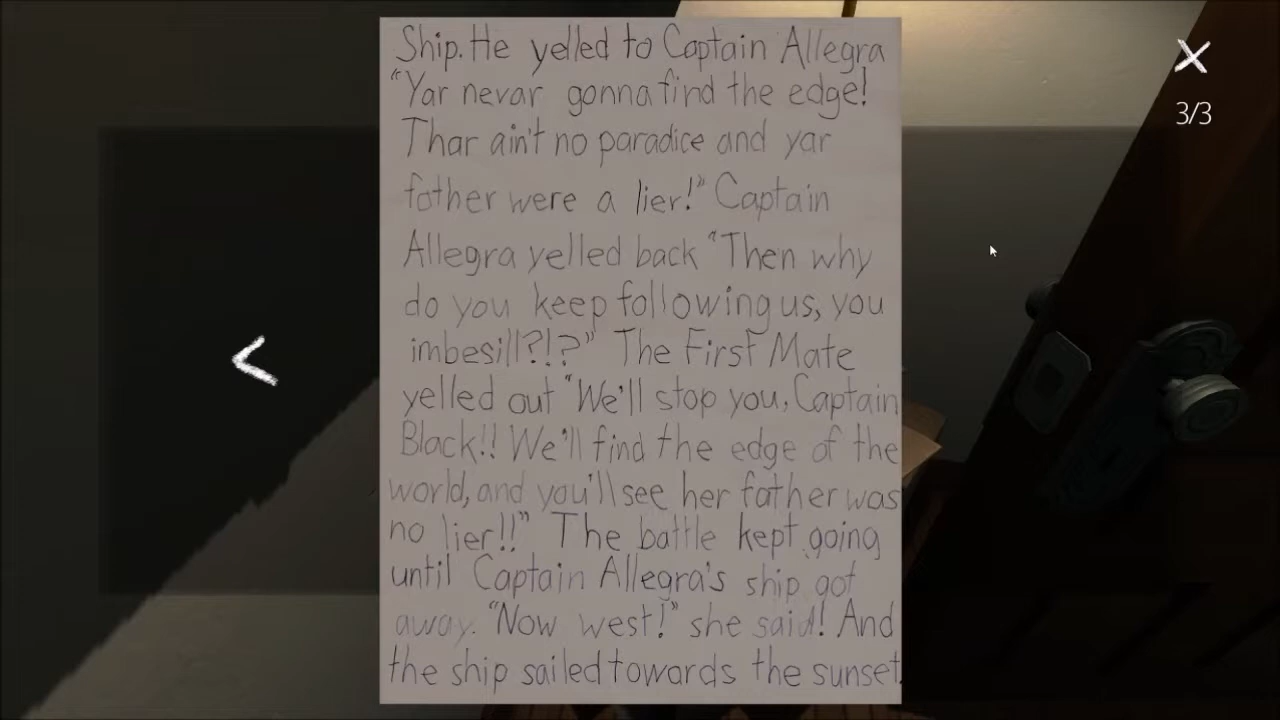 Ship. He yelled to Captain Allegra
"Yar nevar gonna find the edge!
Thar ain't no paradice and yar
father were a lier!" Captain
Allegra yelled back "Then why
do you keep following us, you
imbesill?!?" The First Mate
yelled out "We'll stop you, Captain
Black!! We'll find the edge of the
world, and you'll see her father was
no lier!!" The battle kept going
until Captain Allegra's ship got
away. "Now west!" she said! And
the ship sailed towards the sunset.
3/3